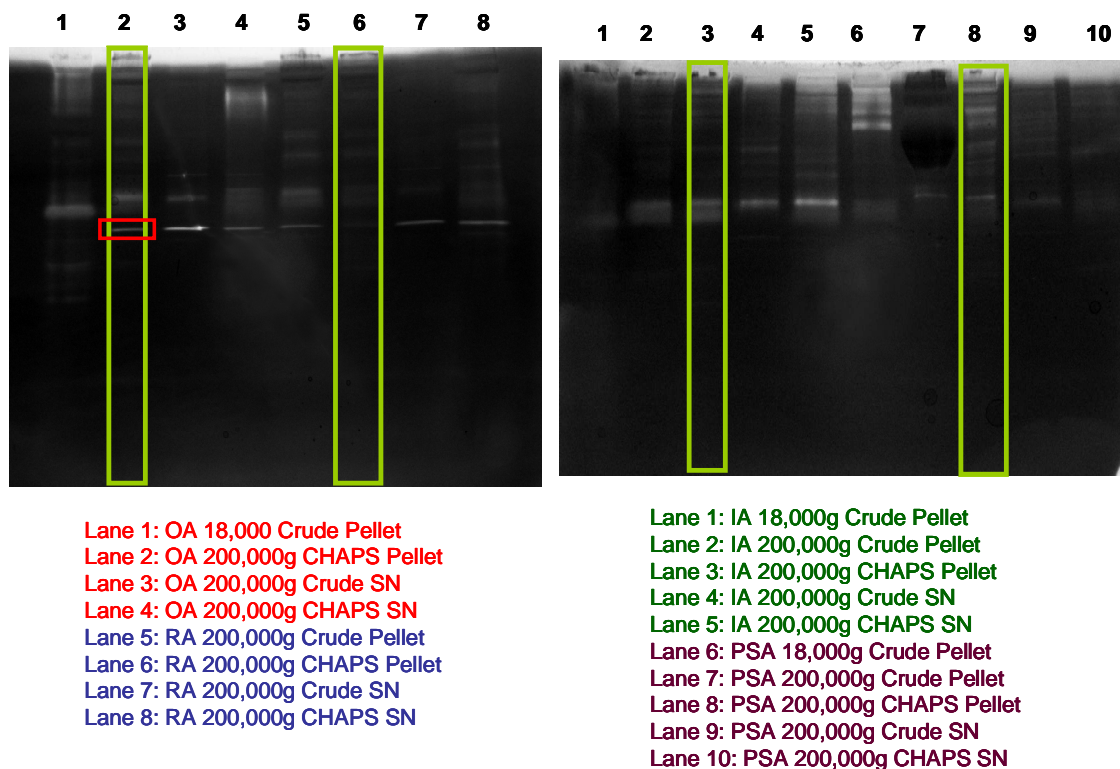 1 2 3 4 5 6 7 8
1 2 3 4 5 6 7 8 9 10
Lane 1: OA 18,000 Crude Pellet
Lane 2: OA 200,000g CHAPS Pellet
Lane 3: OA 200,000g Crude SN
Lane 4: OA 200,000g CHAPS SN
Lane 5: RA 200,000g Crude Pellet
Lane 6: RA 200,000g CHAPS Pellet
Lane 7: RA 200,000g Crude SN
Lane 8: RA 200,000g CHAPS SN
Lane 1: IA 18,000g Crude Pellet
Lane 2: IA 200,000g Crude Pellet
Lane 3: IA 200,000g CHAPS Pellet
Lane 4: IA 200,000g Crude SN
Lane 5: IA 200,000g CHAPS SN
Lane 6: PSA 18,000g Crude Pellet
Lane 7: PSA 200,000g Crude Pellet
Lane 8: PSA 200,000g CHAPS Pellet
Lane 9: PSA 200,000g Crude SN
Lane 10: PSA 200,000g CHAPS SN